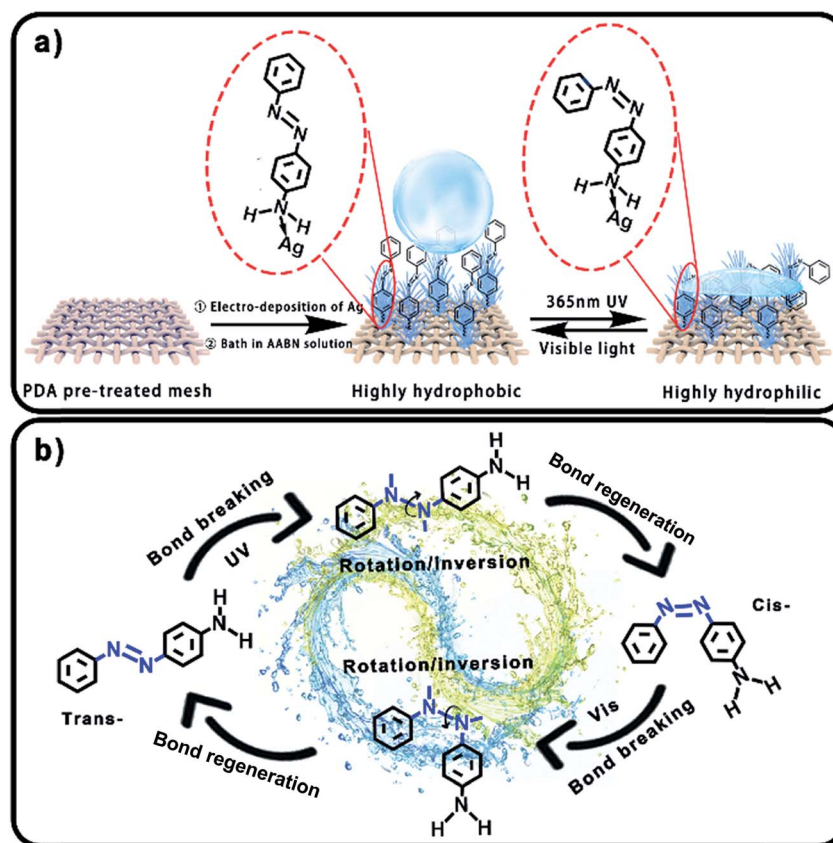 a)
N
N
H
N
H
Ag
N
N
H
N
H
Ag
① Electro-deposition of Ag
② Bath in AABN solution
365nm UV
Visible light
PDA pre-treated mesh
Highly hydrophobic
Highly hydrophilic
b)
Bond breaking
UV
N
N
H
N
H
Rotation/Inversion
Bond regeneration
Trans-
N
N
H
N
H
Cis-
N
N
N
H
H
Rotation/inversion
N
N
N
H
H
Vis
Bond breaking
Bond regeneration